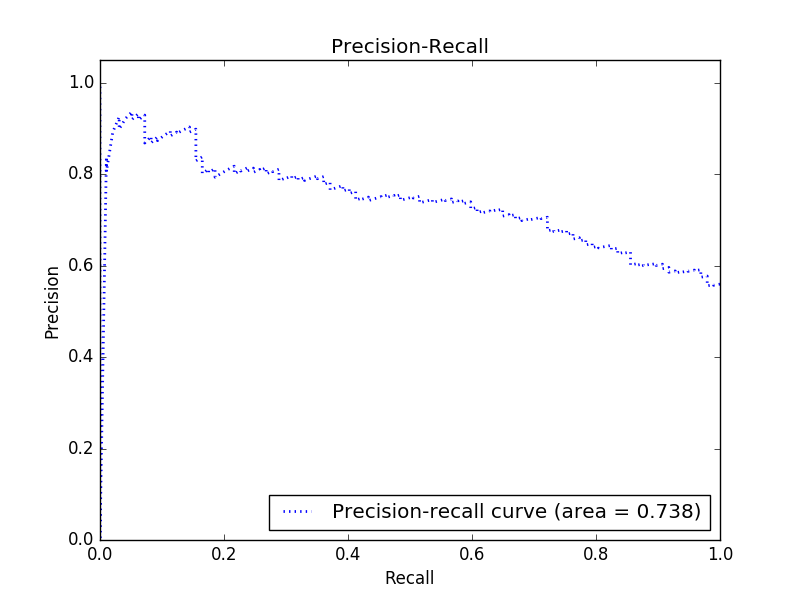 Precision-Recall
1.0
0.8
0.6
0.4
0.2
0.0
Precision
Precision-recall curve (area = 0.738)
0.0 0.2 0.4 0.6 0.8 1.0
Recall